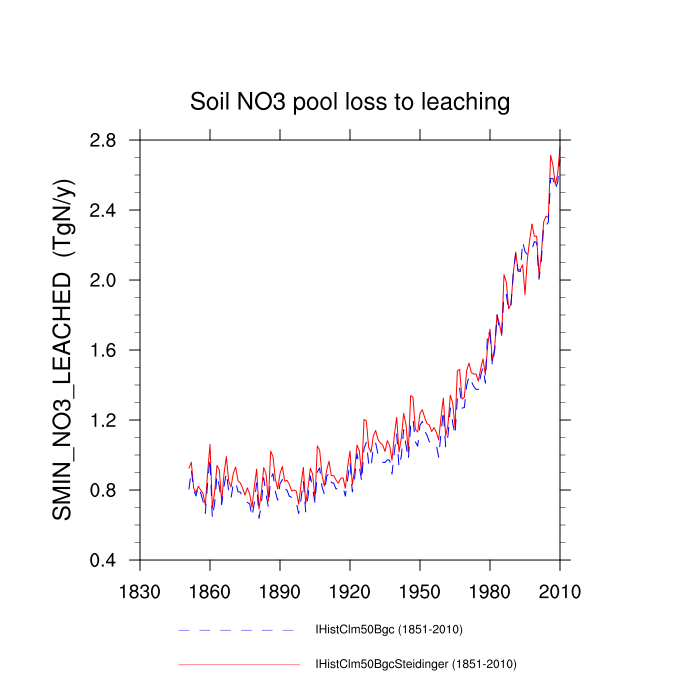 Soil NO3 pool loss to leaching
SMIN_NO3_LEACHED (TgN/y)
2.8
2.4
2.0
1.6
1.2
0.8
0.4
1830 1860 1890 1920 1950 1980 2010
IHistClm50Bgc (1851-2010)
IHistClm50BgcSteidinger (1851-2010)